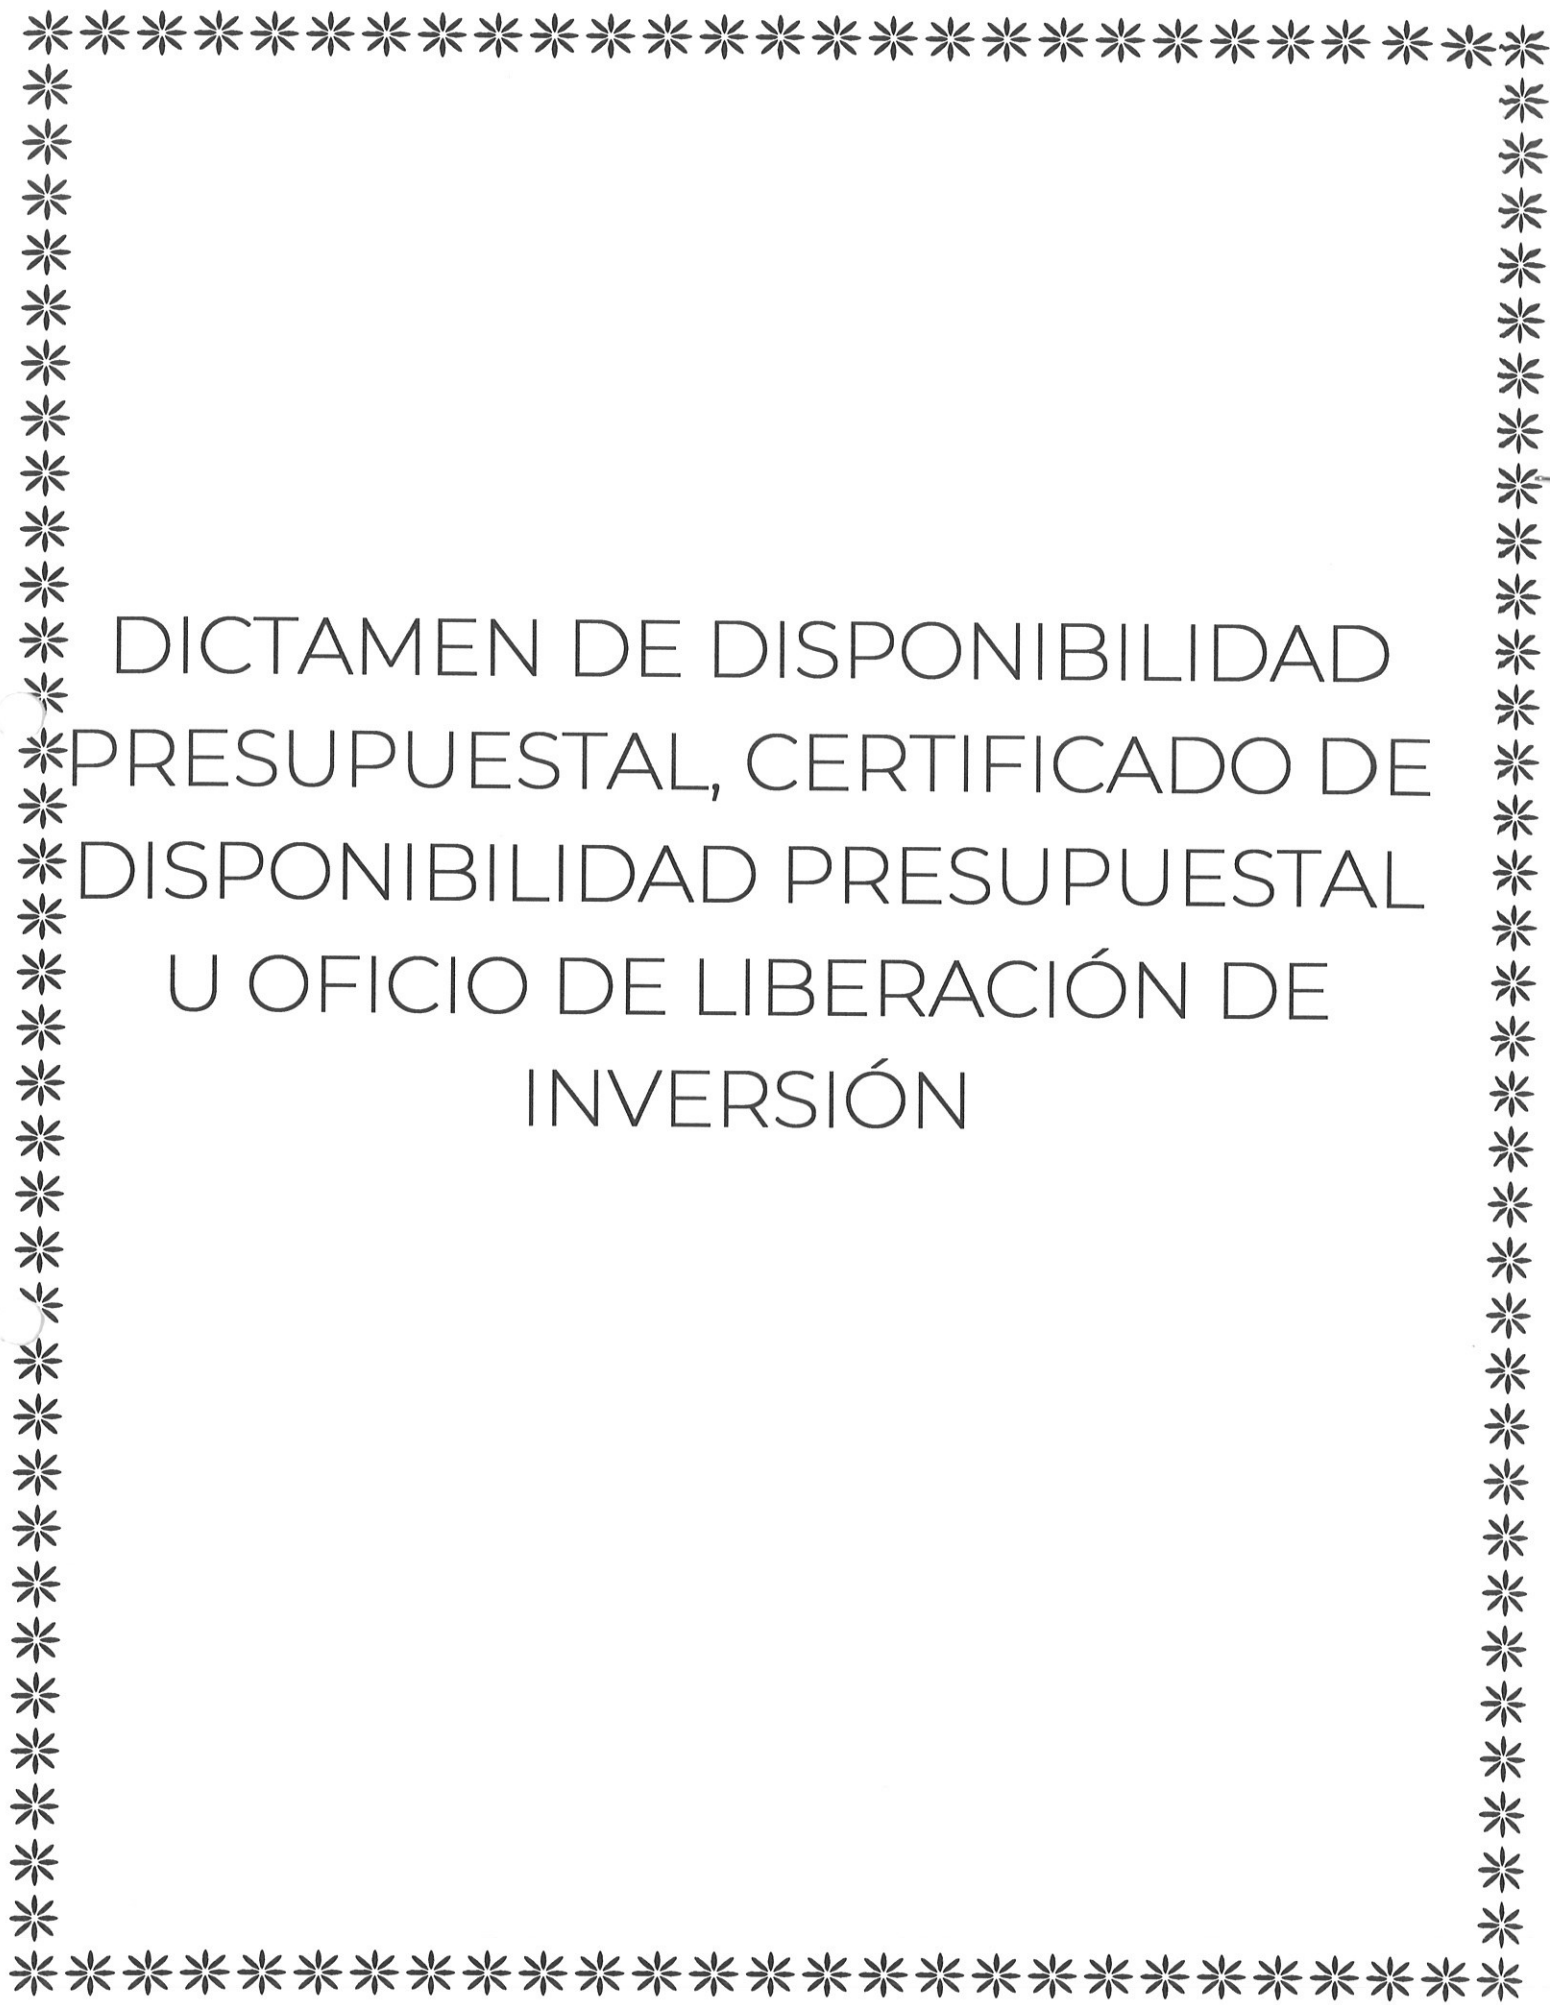 DICTAMEN DE DISPONIBILIDAD
PRESUPUESTAL, CERTIFICADO DE
DISPONIBILIDAD PRESUPUESTAL
U OFICIO DE LIBERACIÓN DE
INVERSIÓN